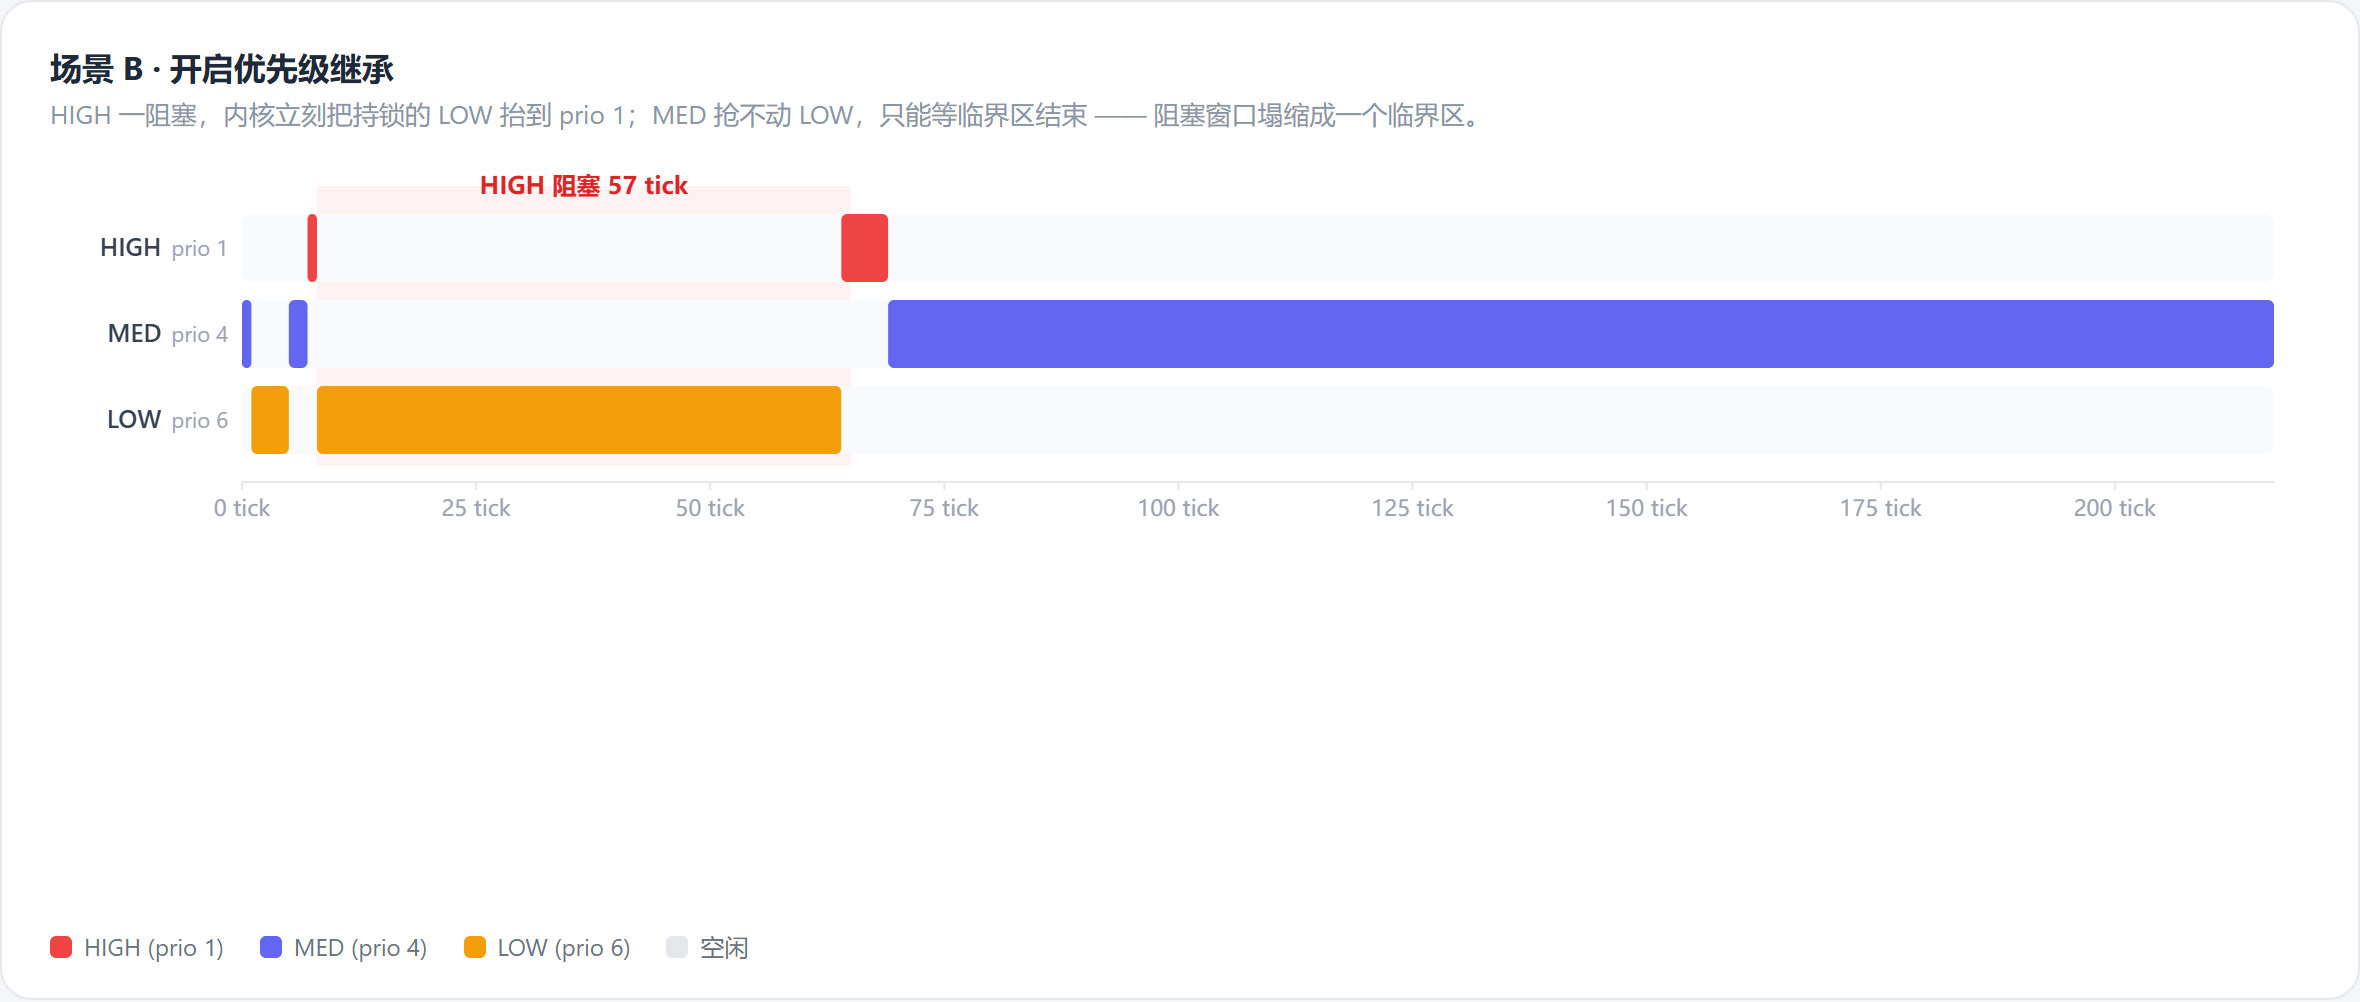 场景 B · 开启优先级继承
HIGH 一阻塞，内核立刻把持锁的 LOW 抬到 prio 1；MED 抢不动 LOW，只能等临界区结束 —— 阻塞窗口塌缩成一个临界区。
HIGH 阻塞 57 tick
HIGH prio 1
MED prio 4
LOW prio 6
0 tick 25 tick 50 tick 75 tick 100 tick 125 tick 150 tick 175 tick 200 tick
HIGH (prio 1) MED (prio 4) LOW (prio 6) 空闲